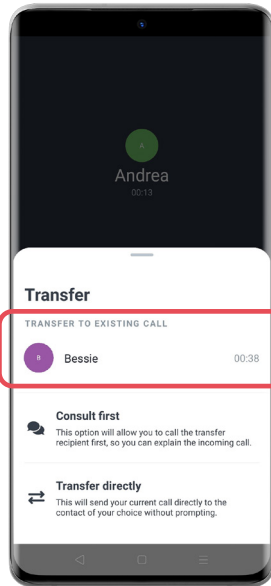 A
Andrea
00:13
Transfer
TRANSFER TO EXISTING CALL
B
Bessie
00:38
Consult first
This option will allow you to call the transfer
recipient first, so you can explain the incoming call.
Transfer directly
This will send your current call directly to the
contact of your choice without prompting.